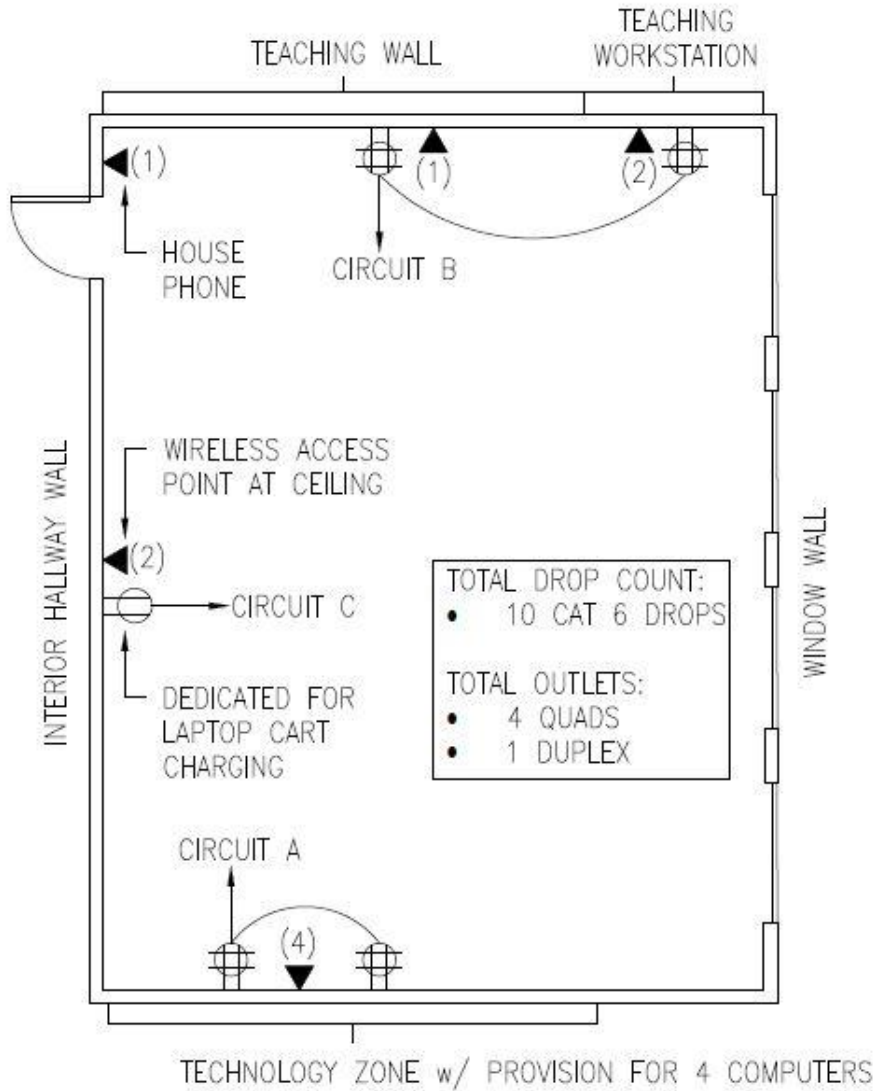 TEACHING WALL
TEACHING
WORKSTATION
(1)
(1)
(2)
HOUSE
PHONE
CIRCUIT B
WIRELESS ACCESS
POINT AT CEILING
(2)
CIRCUIT C
DEDICATED FOR
LAPTOP CART
CHARGING
INTERIOR HALLWAY WALL
TOTAL DROP COUNT:
• 10 CAT 6 DROPS
TOTAL OUTLETS:
• 4 QUADS
• 1 DUPLEX
WINDOW WALL
CIRCUIT A
(4)
TECHNOLOGY ZONE w/ PROVISION FOR 4 COMPUTERS